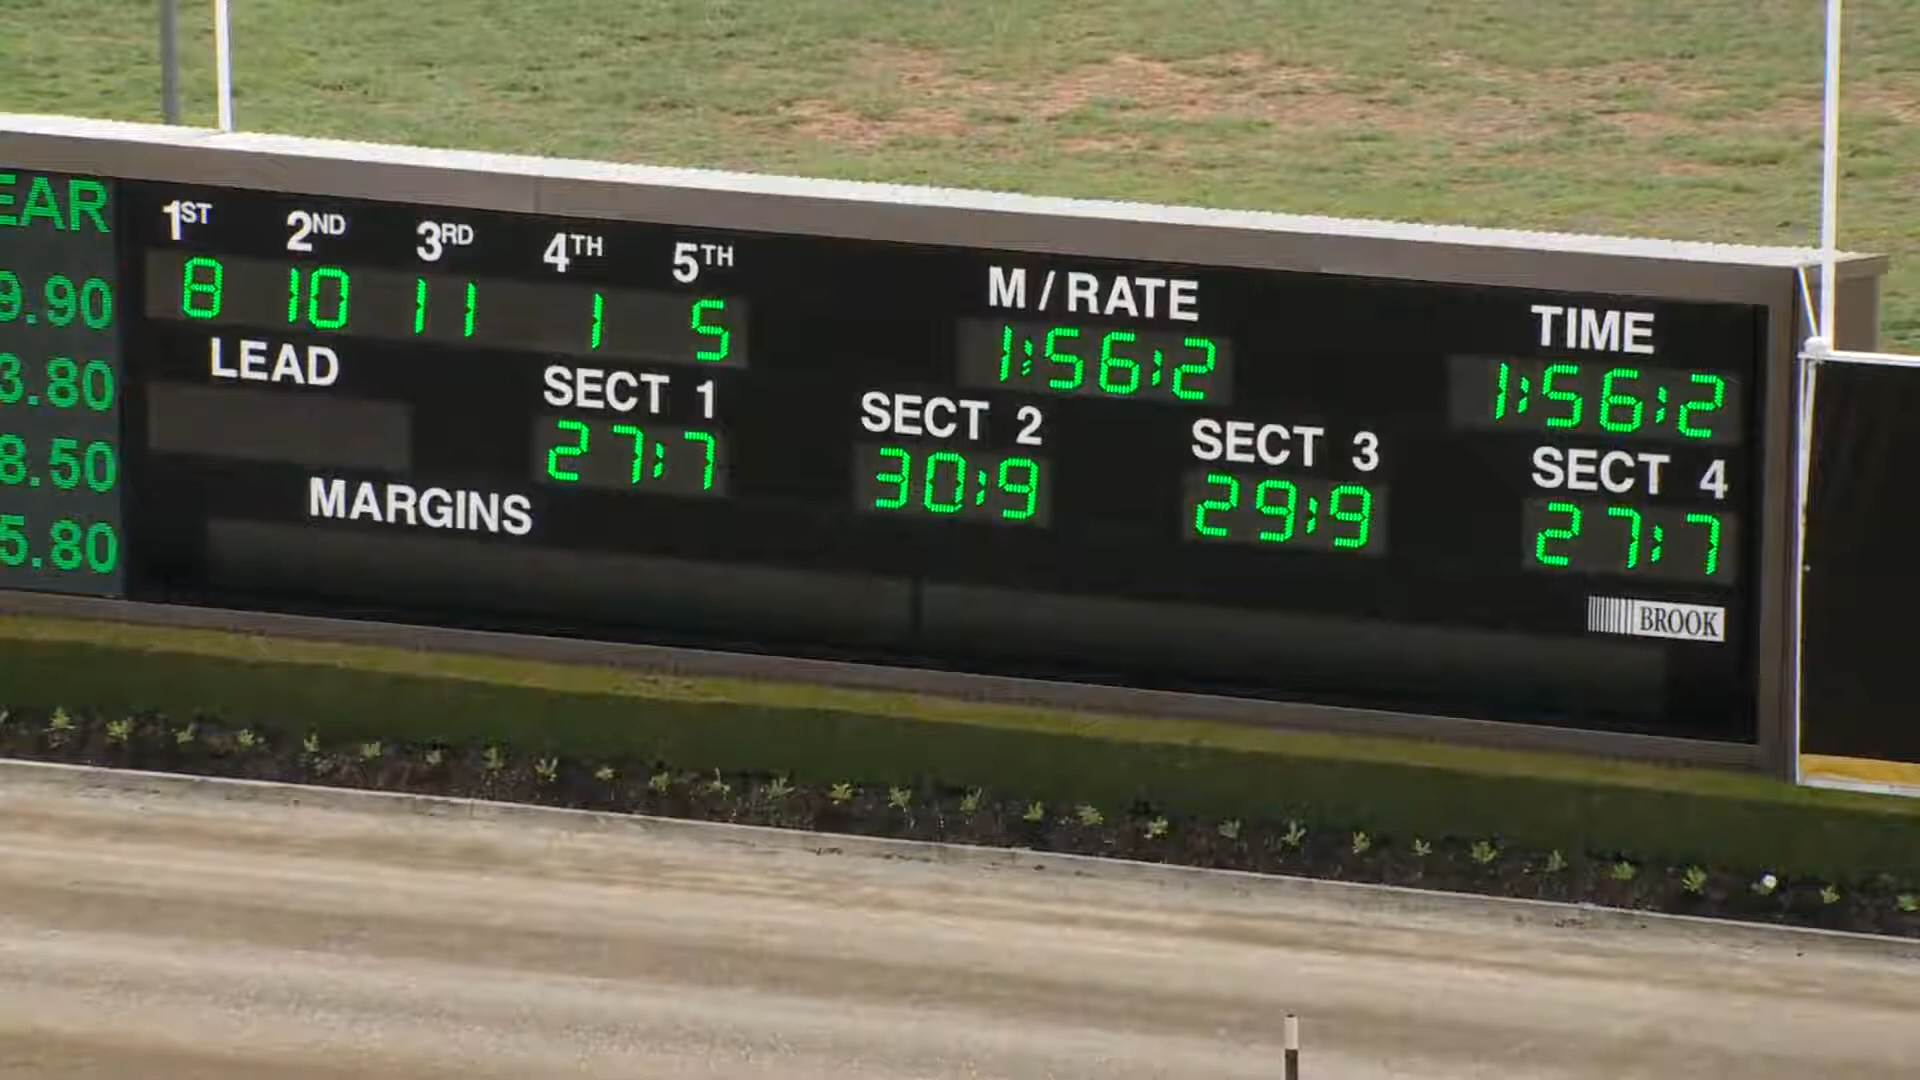 EAR
9.90
3.80
8.50
5.80
1ST 2ND 3RD 4TH 5TH
8 10 11 1 5
LEAD
MARGINS
M / RATE
1:56:2
TIME
1:56:2
SECT 1
27:7
SECT 2
30:9
SECT 3
29:9
SECT 4
27:7
BROOK